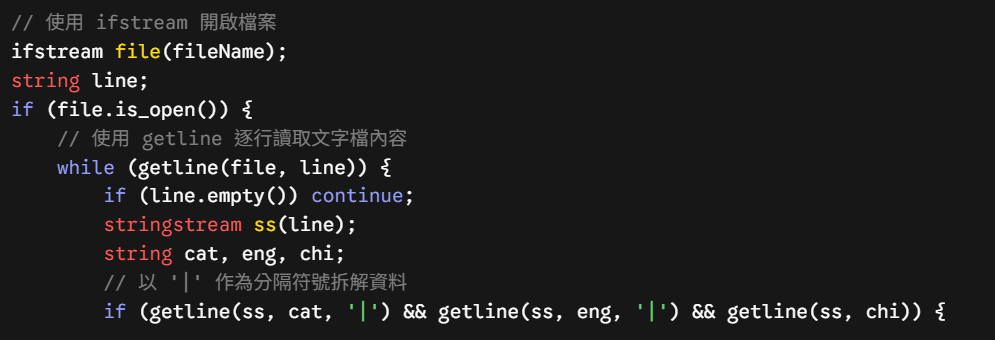 // 使用 ifstream 開啟檔案
ifstream file(fileName);
string line;
if (file.is_open()) {
    // 使用 getline 逐行讀取文字檔內容
    while (getline(file, line)) {
        if (line.empty()) continue;
        stringstream ss(line);
        string cat, eng, chi;
        // 以 '|' 作為分隔符號拆解資料
        if (getline(ss, cat, '|') && getline(ss, eng, '|') && getline(ss, chi)) {